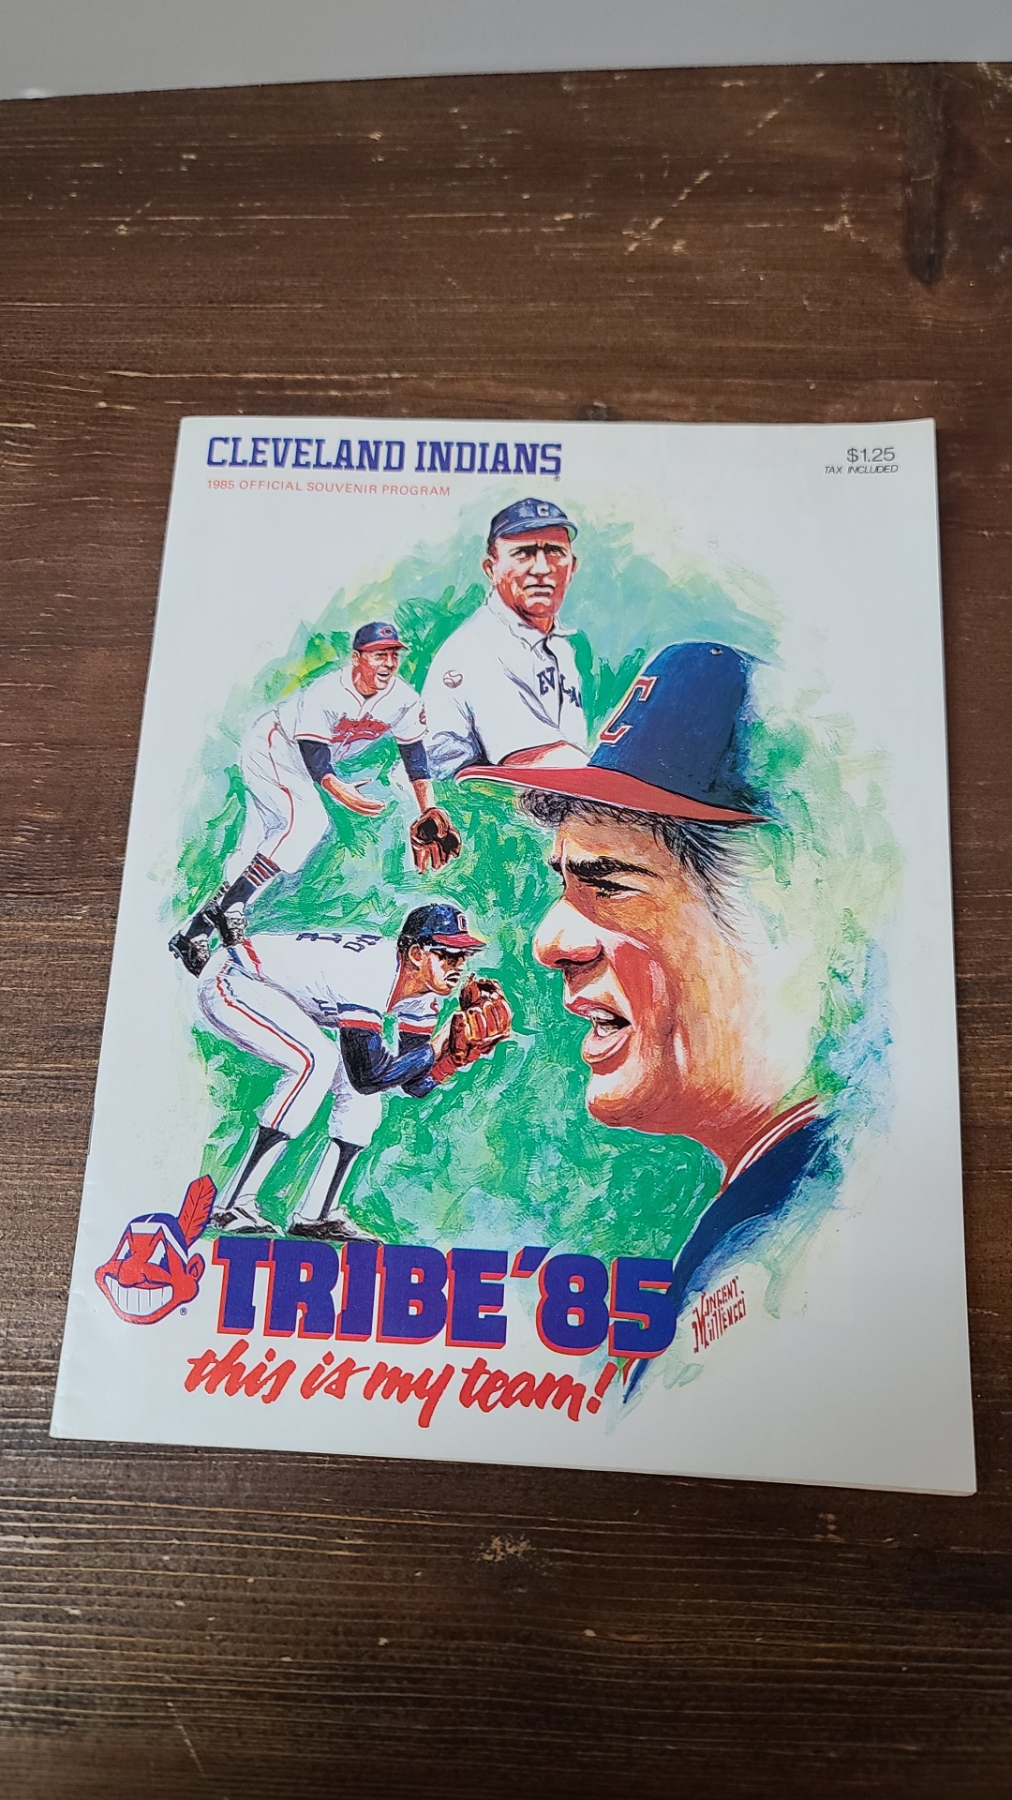 CLEVELAND INDIANS
®
1985 OFFICIAL SOUVENIR PROGRAM
$1.25
TAX INCLUDED
C
C
C
C
TRIBE '85
®
this is my team!